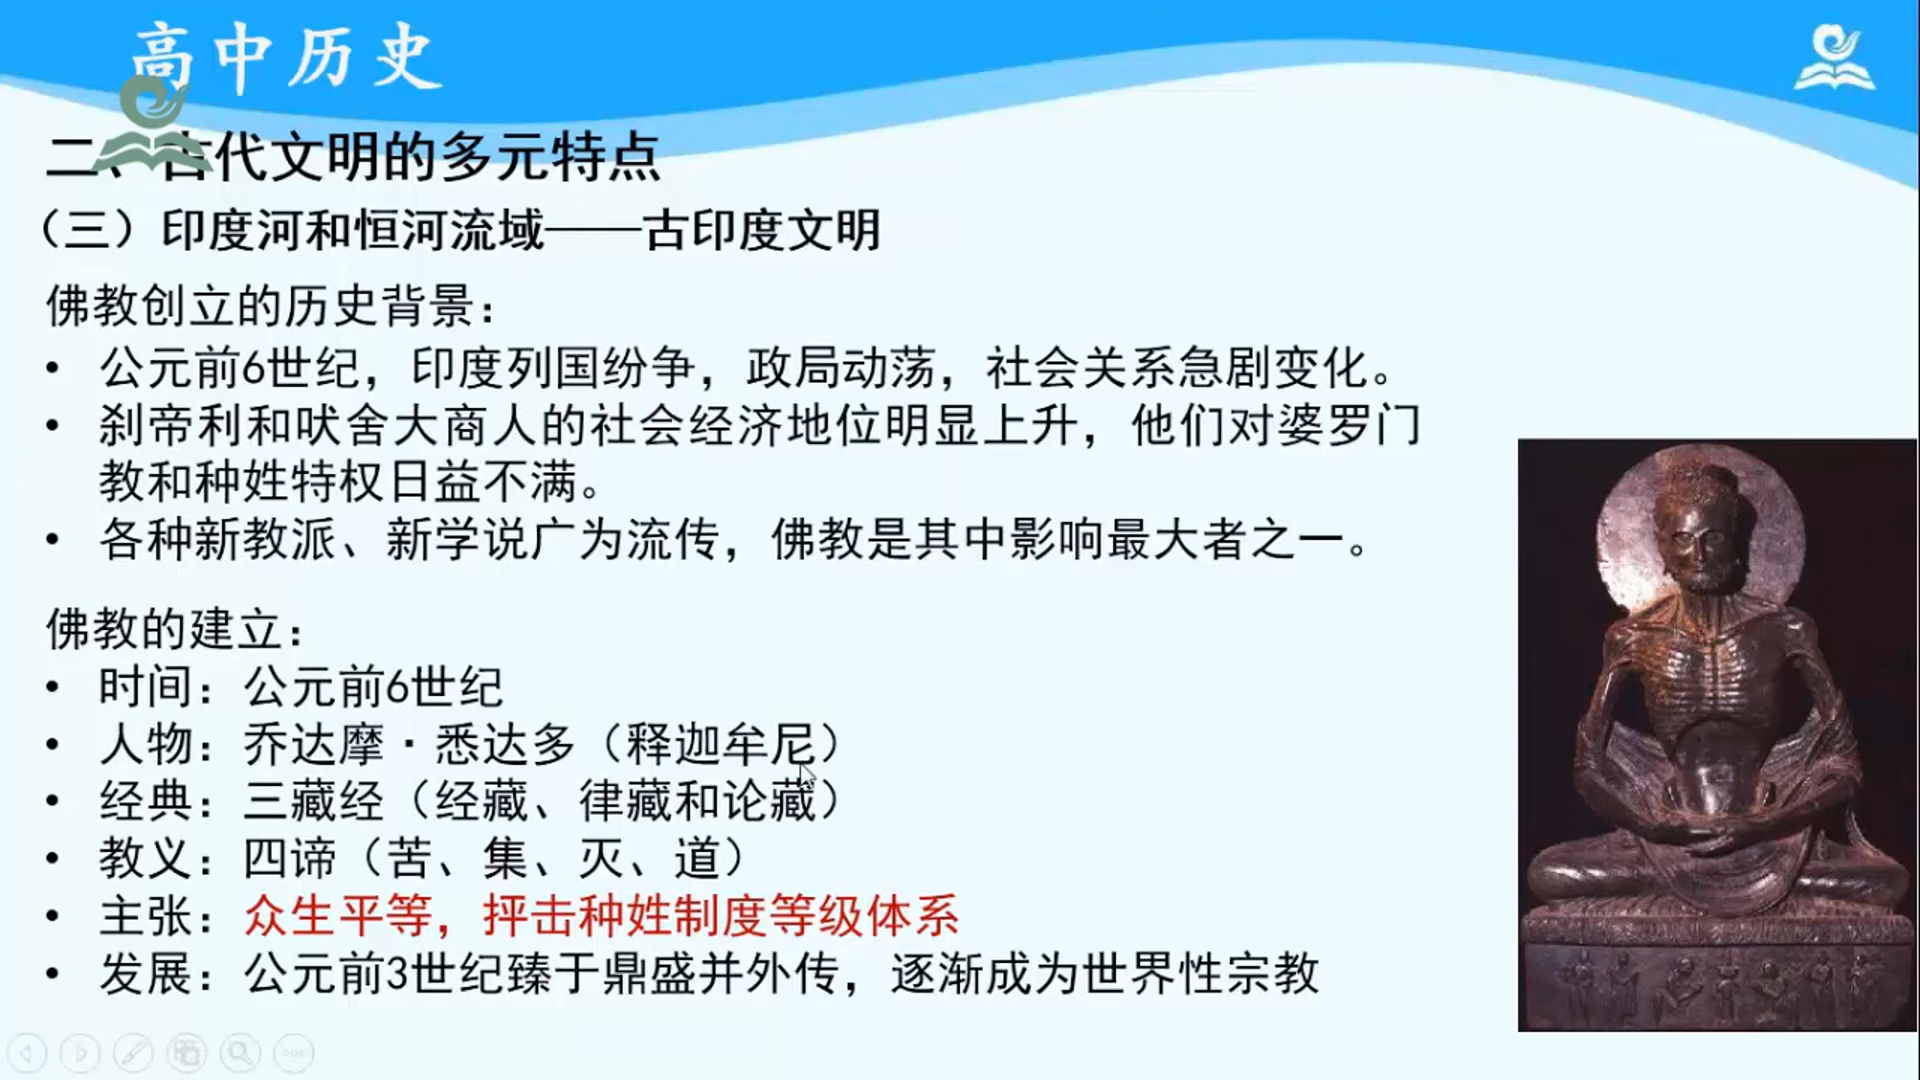 高中历史
二、古代文明的多元特点
（三）印度河和恒河流域——古印度文明
佛教创立的历史背景：
• 公元前6世纪，印度列国纷争，政局动荡，社会关系急剧变化。
• 刹帝利和吠舍大商人的社会经济地位明显上升，他们对婆罗门
教和种姓特权日益不满。
• 各种新教派、新学说广为流传，佛教是其中影响最大者之一。
佛教的建立：
• 时间：公元前6世纪
• 人物：乔达摩·悉达多（释迦牟尼）
• 经典：三藏经（经藏、律藏和论藏）
• 教义：四谛（苦、集、灭、道）
• 主张：众生平等，抨击种姓制度等级体系
• 发展：公元前3世纪臻于鼎盛并外传，逐渐成为世界性宗教